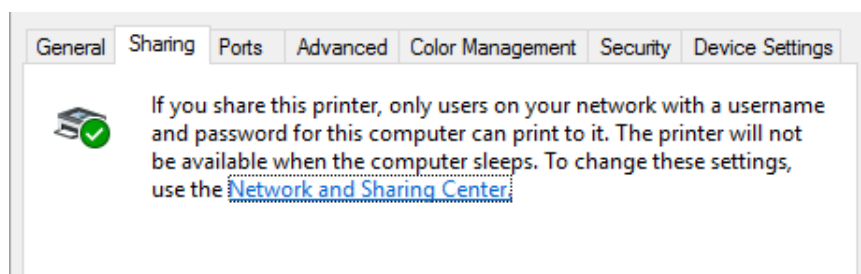 General Sharing Ports Advanced Color Management Security Device Settings
If you share this printer, only users on your network with a username
and password for this computer can print to it. The printer will not
be available when the computer sleeps. To change these settings,
use the Network and Sharing Center.